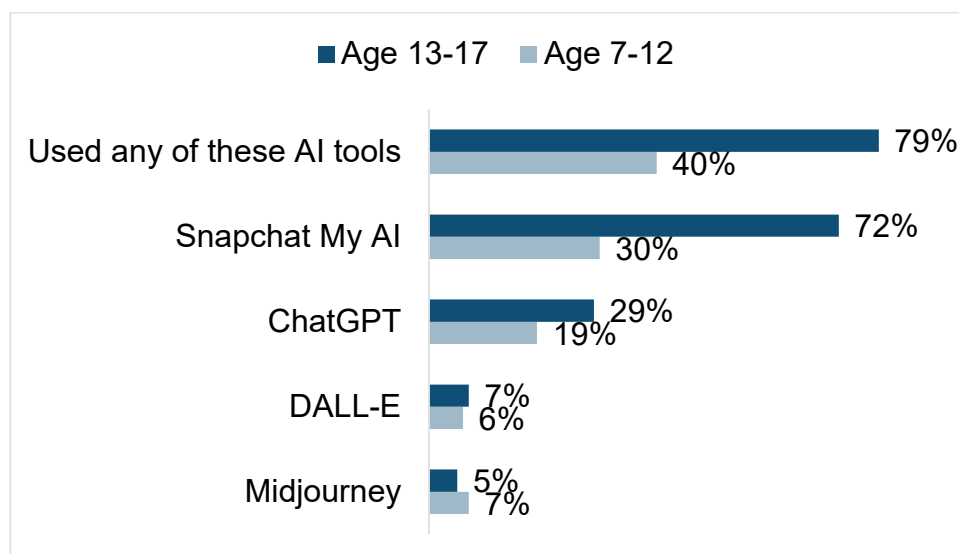 Age 13-17 Age 7-12
Used any of these AI tools 79%
40%
Snapchat My AI 72%
30%
ChatGPT 29%
19%
DALL-E 7%
6%
Midjourney 5%
7%